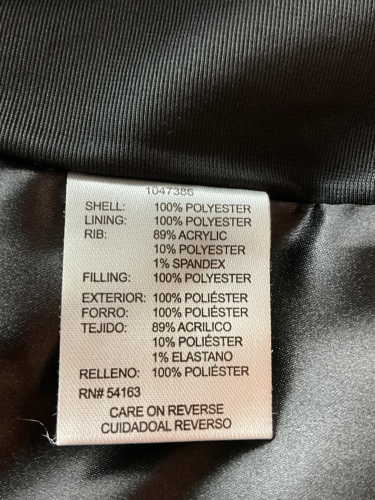 1047386
SHELL: 100% POLYESTER
LINING: 100% POLYESTER
RIB: 89% ACRYLIC
10% POLYESTER
1% SPANDEX
FILLING: 100% POLYESTER
EXTERIOR: 100% POLIÉSTER
FORRO: 100% POLIÉSTER
TEJIDO: 89% ACRILICO
10% POLIÉSTER
1% ELASTANO
RELLENO: 100% POLIÉSTER
RN# 54163
CARE ON REVERSE
CUIDADOAL REVERSO